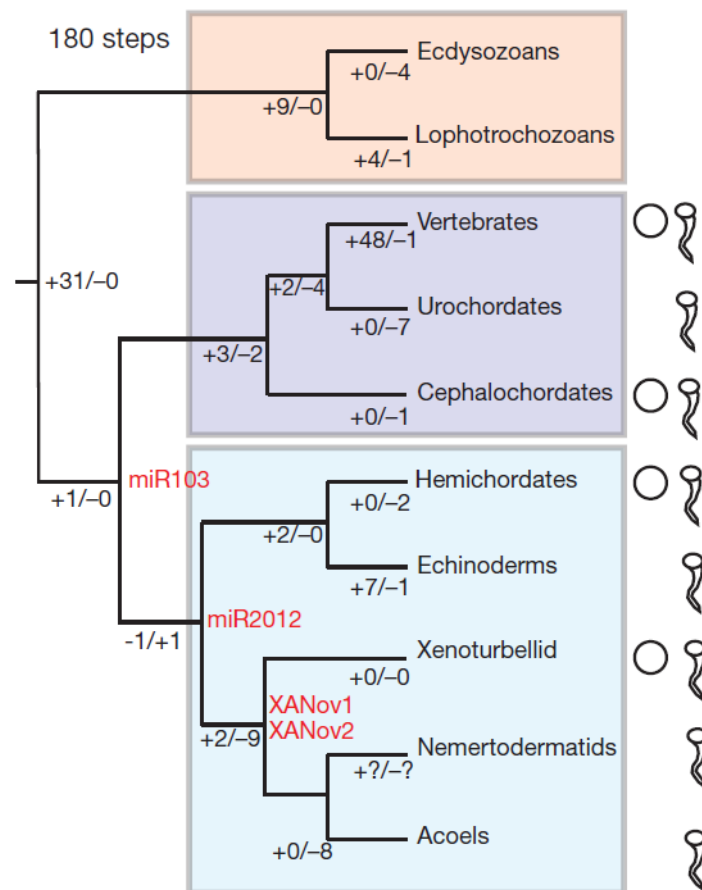 180 steps
Ecdysozoans
+0/–4
+9/–0
Lophotrochozoans
+4/–1
Vertebrates
+48/–1
+31/–0
+2/–4
Urochordates
+0/–7
+3/–2
Cephalochordates
+0/–1
miR103
Hemichordates
+1/–0
+0/–2
+2/–0
Echinoderms
+7/–1
miR2012
-1/+1
Xenoturbellid
+0/–0
XANov1
XANov2
+2/–9
Nemertodermatids
+?/–?
Acoels
+0/–8